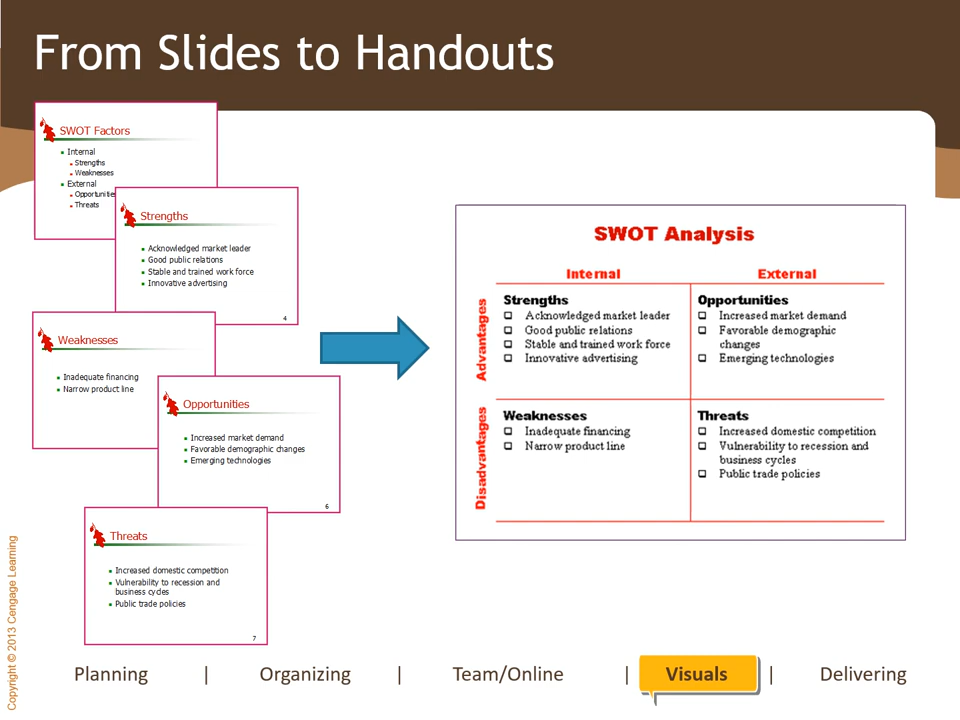 From Slides to Handouts
SWOT Factors
Internal
Strengths
Weaknesses
External
Opportunities
Threats
Strengths
Acknowledged market leader
Good public relations
Stable and trained work force
Innovative advertising
4
Weaknesses
Inadequate financing
Narrow product line
Opportunities
Increased market demand
Favorable demographic changes
Emerging technologies
6
Threats
Increased domestic competition
Vulnerability to recession and
business cycles
Public trade policies
7
SWOT Analysis
Internal
External
Advantages
Strengths
Acknowledged market leader
Good public relations
Stable and trained work force
Innovative advertising
Opportunities
Increased market demand
Favorable demographic
changes
Emerging technologies
Disadvantages
Weaknesses
Inadequate financing
Narrow product line
Threats
Increased domestic competition
Vulnerability to recession and
business cycles
Public trade policies
Copyright © 2013 Cengage Learning
Planning | Organizing | Team/Online | Visuals | Delivering